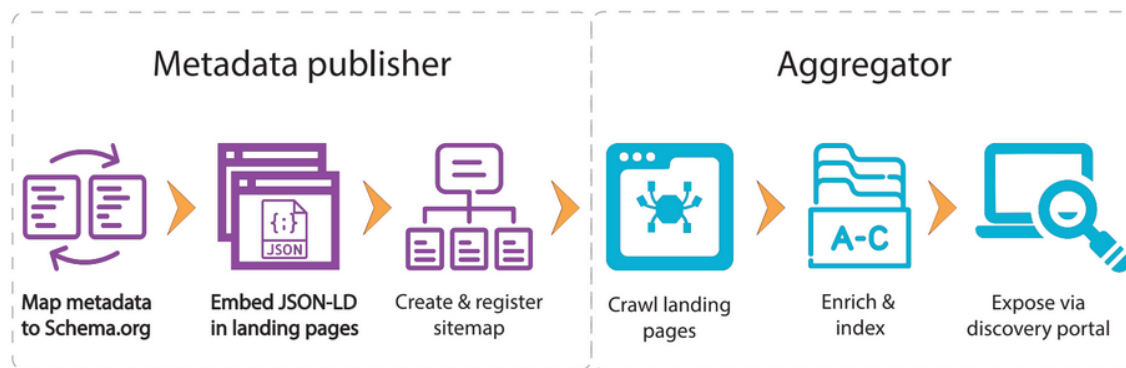 Metadata publisher
Aggregator
{;}
JSON
A-C
Map metadata
to Schema.org
Embed JSON-LD
in landing pages
Create & register
sitemap
Crawl landing
pages
Enrich &
index
Expose via
discovery portal